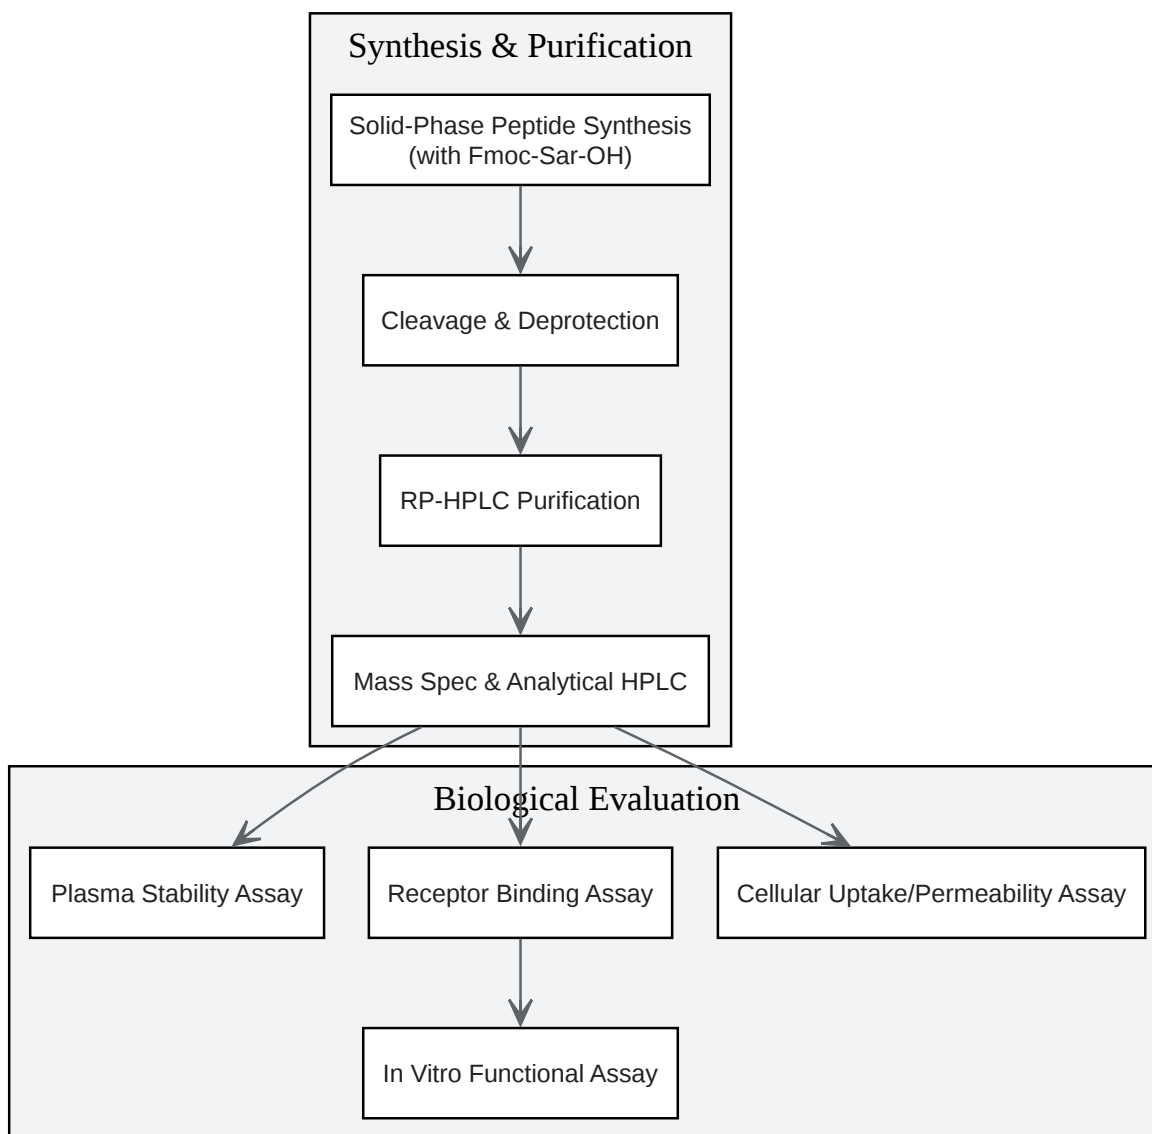 Synthesis & Purification
Solid-Phase Peptide Synthesis
(with Fmoc-Sar-OH)
Cleavage & Deprotection
RP-HPLC Purification
Mass Spec & Analytical HPLC
Biological Evaluation
Plasma Stability Assay
Receptor Binding Assay
Cellular Uptake/Permeability Assay
In Vitro Functional Assay